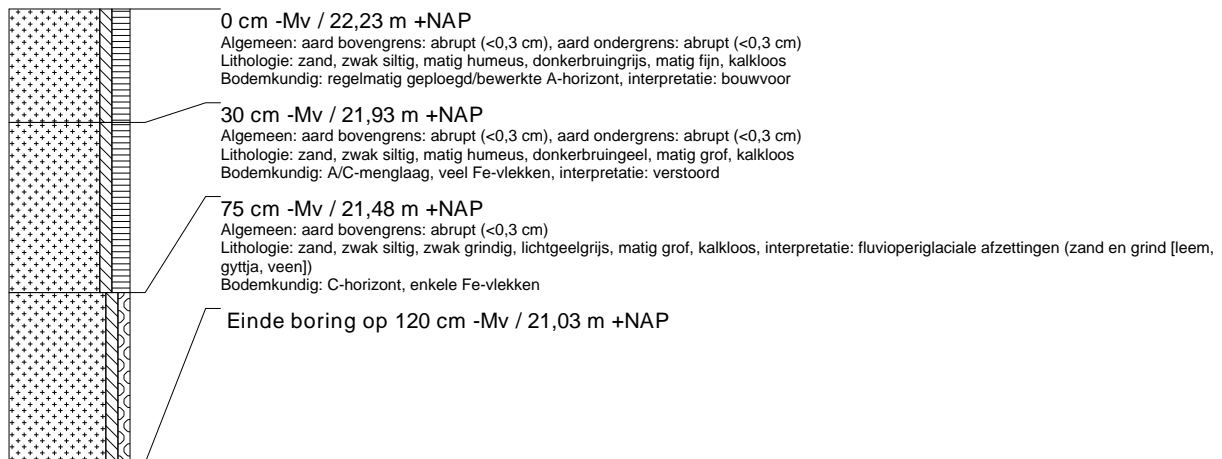 0 cm -Mv / 22,23 m +NAP
Algemeen: aard bovengrens: abrupt (<0,3 cm), aard ondergrens: abrupt (<0,3 cm)
Lithologie: zand, zwak siltig, matig humeus, donkerbruingrijs, matig fijn, kalkloos
Bodemkundig: regelmatig geploegd/bewerkte A-horizont, interpretatie: bouwvoor
30 cm -Mv / 21,93 m +NAP
Algemeen: aard bovengrens: abrupt (<0,3 cm), aard ondergrens: abrupt (<0,3 cm)
Lithologie: zand, zwak siltig, matig humeus, donkerbruingeel, matig grof, kalkloos
Bodemkundig: A/C-menglaag, veel Fe-vlekken, interpretatie: verstoord
75 cm -Mv / 21,48 m +NAP
Algemeen: aard bovengrens: abrupt (<0,3 cm)
Lithologie: zand, zwak siltig, zwak grindig, lichtgeelgrijs, matig grof, kalkloos, interpretatie: fluvioperiglaciale afzettingen (zand en grind [leem,
gyttja, veen])
Bodemkundig: C-horizont, enkele Fe-vlekken
Einde boring op 120 cm -Mv / 21,03 m +NAP